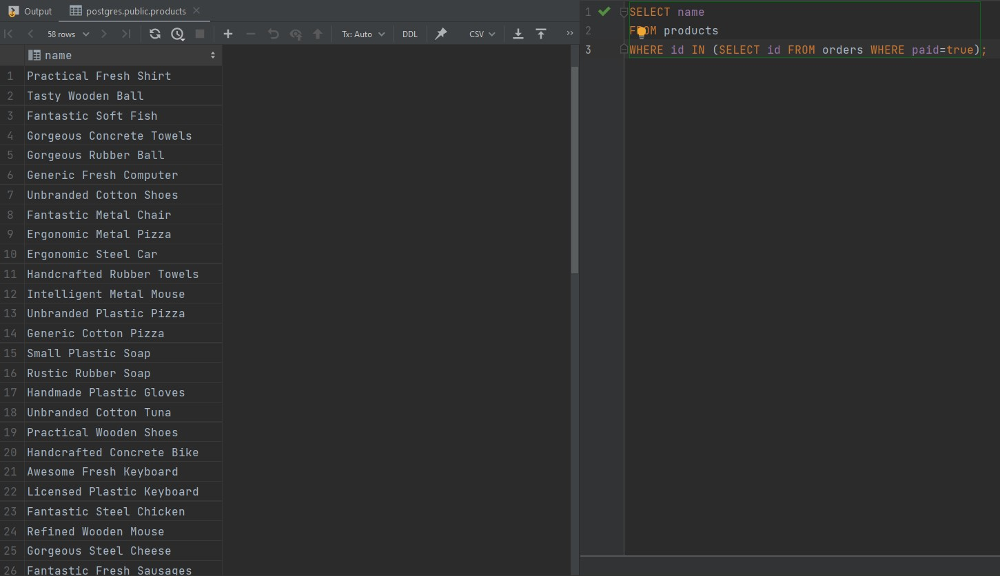 Output postgres.public.products
58 rows Tx: Auto DDL CSV
name
1 Practical Fresh Shirt
2 Tasty Wooden Ball
3 Fantastic Soft Fish
4 Gorgeous Concrete Towels
5 Gorgeous Rubber Ball
6 Generic Fresh Computer
7 Unbranded Cotton Shoes
8 Fantastic Metal Chair
9 Ergonomic Metal Pizza
10 Ergonomic Steel Car
11 Handcrafted Rubber Towels
12 Intelligent Metal Mouse
13 Unbranded Plastic Pizza
14 Generic Cotton Pizza
15 Small Plastic Soap
16 Rustic Rubber Soap
17 Handmade Plastic Gloves
18 Unbranded Cotton Tuna
19 Practical Wooden Shoes
20 Handcrafted Concrete Bike
21 Awesome Fresh Keyboard
22 Licensed Plastic Keyboard
23 Fantastic Steel Chicken
24 Refined Wooden Mouse
25 Gorgeous Steel Cheese
26 Fantastic Fresh Sausages
1 SELECT name
2 FROM products
3 WHERE id IN (SELECT id FROM orders WHERE paid=true);